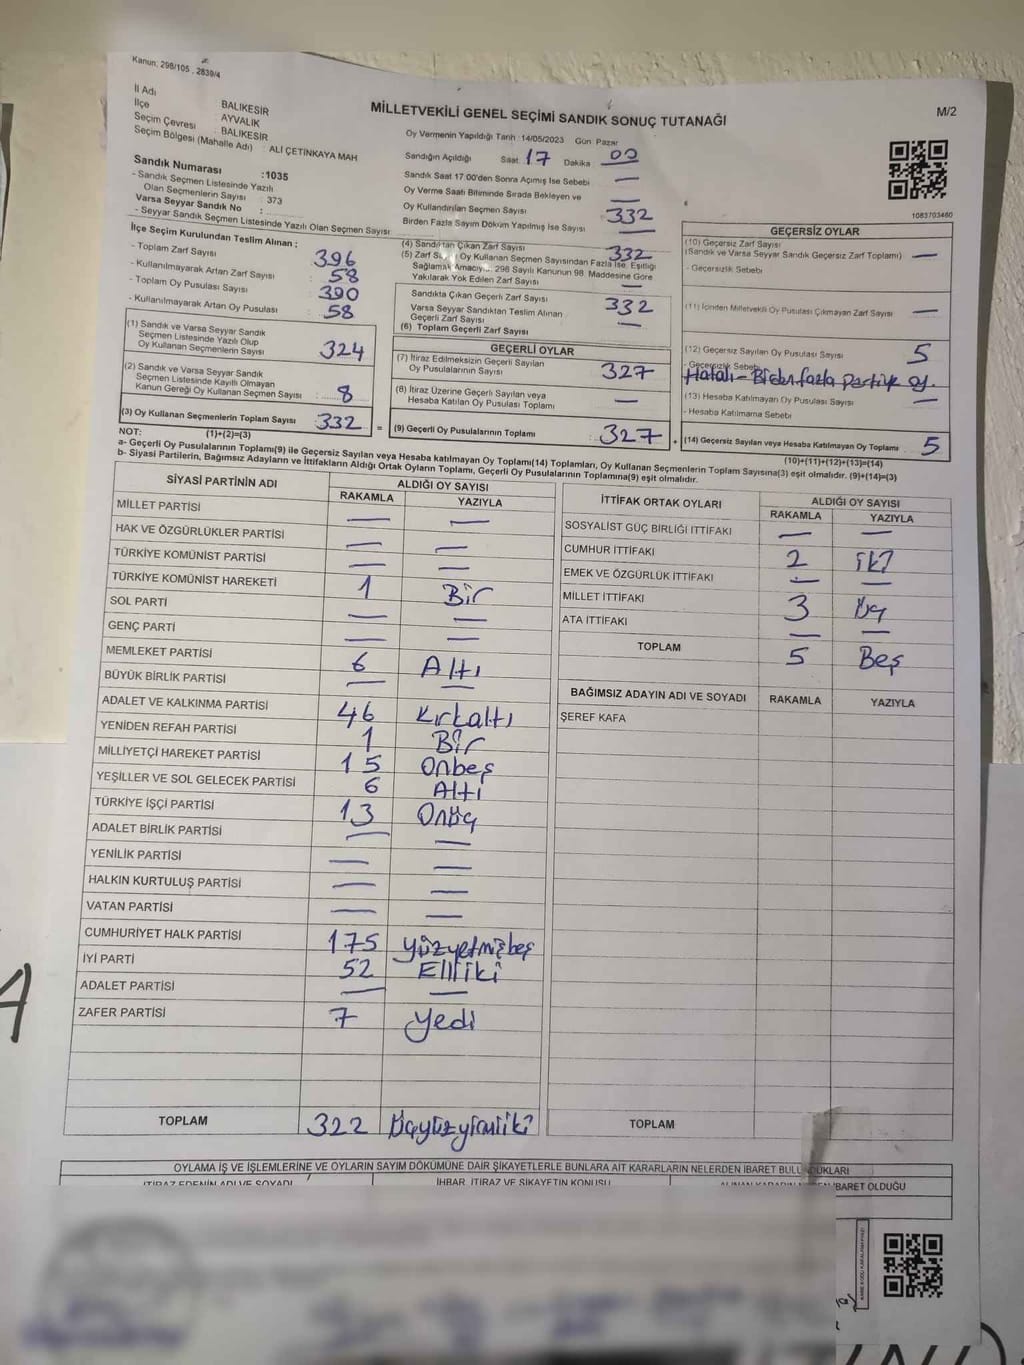 Kanun; 298/105 , 2839/4
İl Adı BALIKESİR
İlçe : AYVALIK
Seçim Çevresi : BALIKESİR
Seçim Bölgesi (Mahalle Adı) : ALİ ÇETİNKAYA MAH
MİLLETVEKİLİ GENEL SEÇİMİ SANDIK SONUÇ TUTANAĞI
M/2
Oy Vermenin Yapıldığı Tarih :14/05/2023 Gün Pazar
Sandığın Açıldığı Saat 17 Dakika 00
Sandık Saat 17:00'den Sonra Açılmış İse Sebebi —
Oy Verme Saati Bitiminde Sırada Bekleyen ve
Oy Kullandırılan Seçmen Sayısı —
Birden Fazla Sayım Döküm Yapılmış İse Sayısı
332
Sandık Numarası :1035
- Sandık Seçmen Listesinde Yazılı
Olan Seçmenlerin Sayısı : 373
Varsa Seyyar Sandık No :
- Seyyar Sandık Seçmen Listesinde Yazılı Olan Seçmen Sayısı
1083703460
İlçe Seçim Kurulundan Teslim Alınan :
- Toplam Zarf Sayısı : 396
- Kullanılmayarak Artan Zarf Sayısı : 58
- Toplam Oy Pusulası Sayısı : 390
- Kullanılmayarak Artan Oy Pusulası : 58
(1) Sandık ve Varsa Seyyar Sandık
Seçmen Listesinde Yazılı Olup
Oy Kullanan Seçmenlerin Sayısı 324
(2) Sandık ve Varsa Seyyar Sandık
Seçmen Listesinde Kayıtlı Olmayan
Kanun Gereği Oy Kullanan Seçmen Sayısı 8
(3) Oy Kullanan Seçmenlerin Toplam Sayısı 332
(1)+(2)=(3)
(4) Sandıktan Çıkan Zarf Sayısı 332
(5) Zarf Oy Kullanan Seçmen Sayısından Fazla İse, Eşitliği
Sağlamak Amacıyla 298 Sayılı Kanunun 98. Maddesine Göre
Yakılarak Yok Edilen Zarf Sayısı —
Sandıkta Çıkan Geçerli Zarf Sayısı 332
Varsa Seyyar Sandıktan Teslim Alınan
Geçerli Zarf Sayısı —
(6) Toplam Geçerli Zarf Sayısı
GEÇERLİ OYLAR
(7) İtiraz Edilmeksizin Geçerli Sayılan
Oy Pusulalarının Sayısı : 327
(8) İtiraz Üzerine Geçerli Sayılan veya
Hesaba Katılan Oy Pusulası Toplamı —
= (9) Geçerli Oy Pusulalarının Toplamı : 327 +
GEÇERSİZ OYLAR
(10) Geçersiz Zarf Sayısı
(Sandık ve Varsa Seyyar Sandık Geçersiz Zarf Toplamı) —
- Geçersizlik Sebebi
(11) İçinden Milletvekili Oy Pusulası Çıkmayan Zarf Sayısı —
(12) Geçersiz Sayılan Oy Pusulası Sayısı 5
- Geçersizlik Sebebi
Hatalı - Birden fazla partiye oy.
(13) Hesaba Katılmayan Oy Pusulası Sayısı —
- Hesaba Katılmama Sebebi
(14) Geçersiz Sayılan veya Hesaba Katılmayan Oy Toplamı 5
(10)+(11)+(12)+(13)=(14)
NOT:
a- Geçerli Oy Pusulalarının Toplamı(9) ile Geçersiz Sayılan veya Hesaba katılmayan Oy Toplamı(14) Toplamları, Oy Kullanan Seçmenlerin Toplam Sayısına(3) eşit olmalıdır. (9)+(14)=(3)
b- Siyasi Partilerin, Bağımsız Adayların ve İttifakların Aldığı Ortak Oyların Toplamı, Geçerli Oy Pusulalarının Toplamına(9) eşit olmalıdır.
SİYASİ PARTİNİN ADI ALDIĞI OY SAYISI
RAKAMLA YAZIYLA
MİLLET PARTİSİ — —
HAK VE ÖZGÜRLÜKLER PARTİSİ — —
TÜRKİYE KOMÜNİST PARTİSİ — —
TÜRKİYE KOMÜNİST HAREKETİ 1 Bir
SOL PARTİ — —
GENÇ PARTİ — —
MEMLEKET PARTİSİ 6 Altı
BÜYÜK BİRLİK PARTİSİ — —
ADALET VE KALKINMA PARTİSİ 46 Kırkaltı
YENİDEN REFAH PARTİSİ 1 Bir
MİLLİYETÇİ HAREKET PARTİSİ 15 Onbeş
YEŞİLLER VE SOL GELECEK PARTİSİ 6 Altı
TÜRKİYE İŞÇİ PARTİSİ 13 Onüç
ADALET BİRLİK PARTİSİ — —
YENİLİK PARTİSİ — —
HALKIN KURTULUŞ PARTİSİ — —
VATAN PARTİSİ — —
CUMHURİYET HALK PARTİSİ 175 Yüzyetmişbeş
İYİ PARTİ 52 Elliiki
ADALET PARTİSİ — —
ZAFER PARTİSİ 7 Yedi
TOPLAM 322 Üçyüzyirmiiki
İTTİFAK ORTAK OYLARI ALDIĞI OY SAYISI
RAKAMLA YAZIYLA
SOSYALİST GÜÇ BİRLİĞİ İTTİFAKI — —
CUMHUR İTTİFAKI 2 iki
EMEK VE ÖZGÜRLÜK İTTİFAKI — —
MİLLET İTTİFAKI 3 Üç
ATA İTTİFAKI — —
TOPLAM 5 Beş
BAĞIMSIZ ADAYIN ADI VE SOYADI RAKAMLA YAZIYLA
ŞEREF KAFA
TOPLAM
OYLAMA İŞ VE İŞLEMLERİNE VE OYLARIN SAYIM DÖKÜMÜNE DAİR ŞİKAYETLERLE BUNLARA AİT KARARLARIN NELERDEN İBARET BULUNDUKLARI
İTİRAZ EDENİN ADI VE SOYADI İHBAR, İTİRAZ VE ŞİKAYETİN KONUSU İBARET OLDUĞU